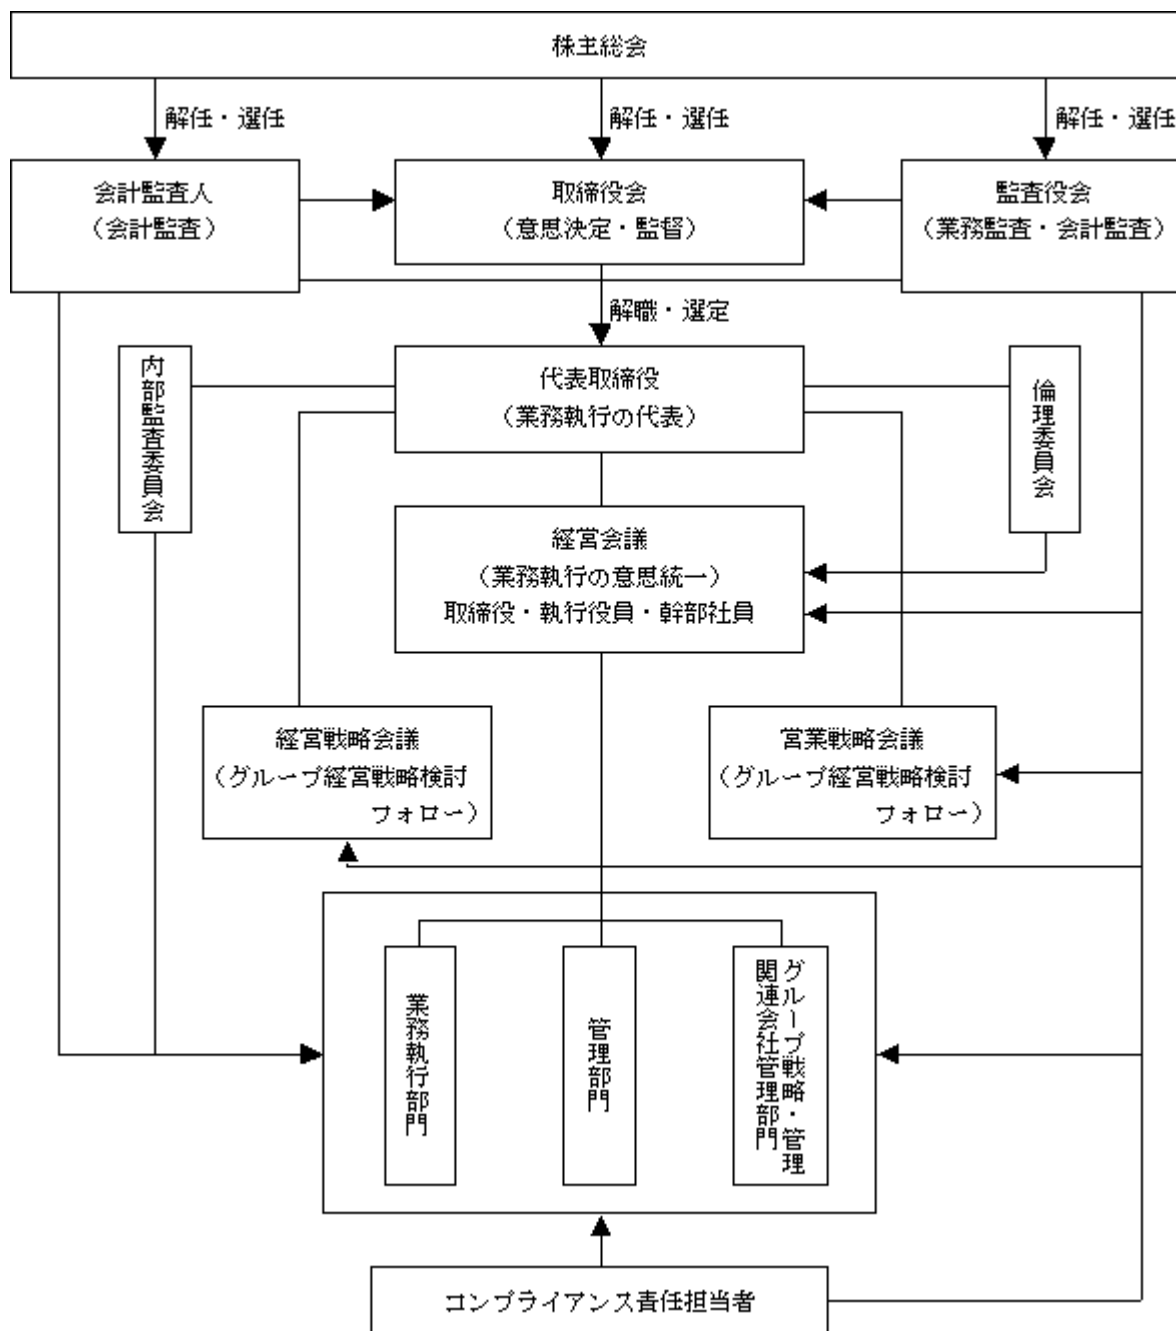 株主総会
解任・選任
解任・選任
解任・選任
会計監査人
（会計監査）
取締役会
（意思決定・監督）
監査役会
（業務監査・会計監査）
解職・選定
内部監査委員会
代表取締役
（業務執行の代表）
倫理委員会
経営会議
（業務執行の意思統一）
取締役・執行役員・幹部社員
経営戦略会議
（グループ経営戦略検討
フォロー）
営業戦略会議
（グループ経営戦略検討
フォロー）
業務執行部門
管理部門
グループ戦略・管理
関連会社管理部門
コンプライアンス責任担当者